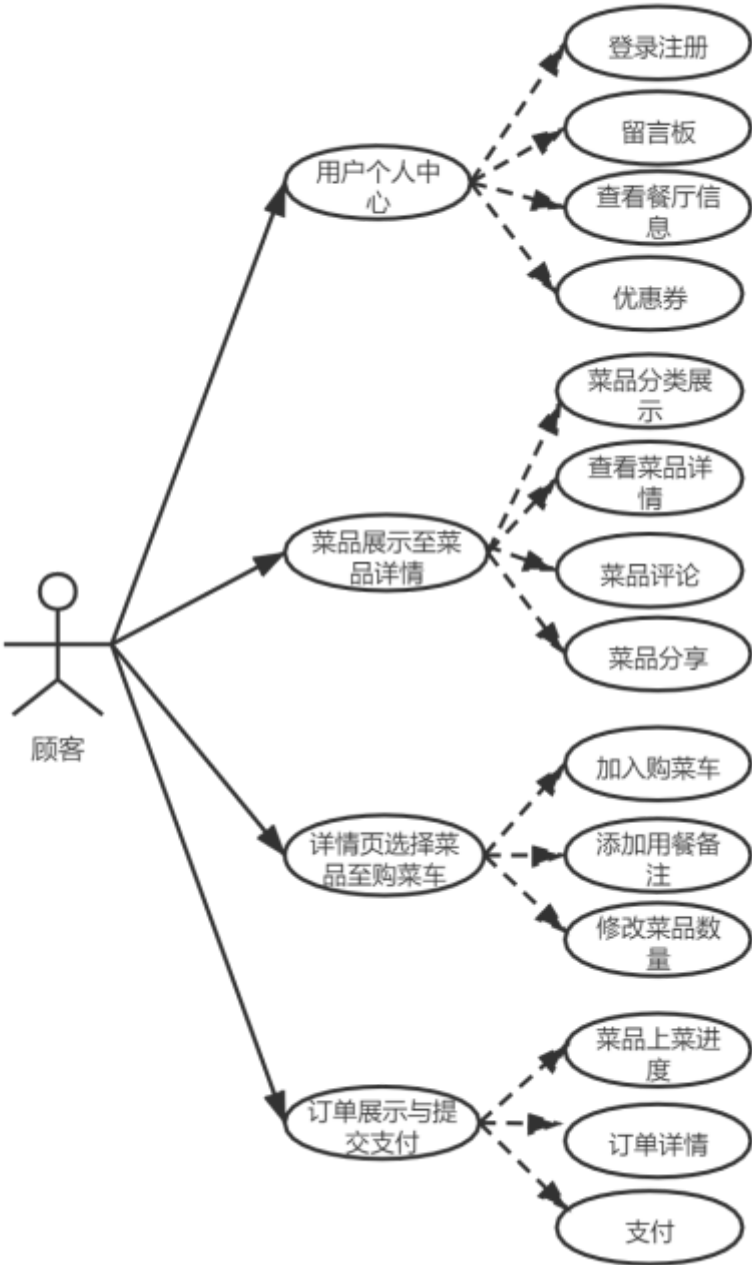 登录注册
留言板
用户个人中
心
查看餐厅信
息
优惠券
菜品分类展
示
查看菜品详
情
菜品展示至菜
品详情
菜品评论
菜品分享
顾客
加入购菜车
详情页选择菜
品至购菜车
添加用餐备
注
修改菜品数
量
菜品上菜进
度
订单展示与提
交支付
订单详情
支付